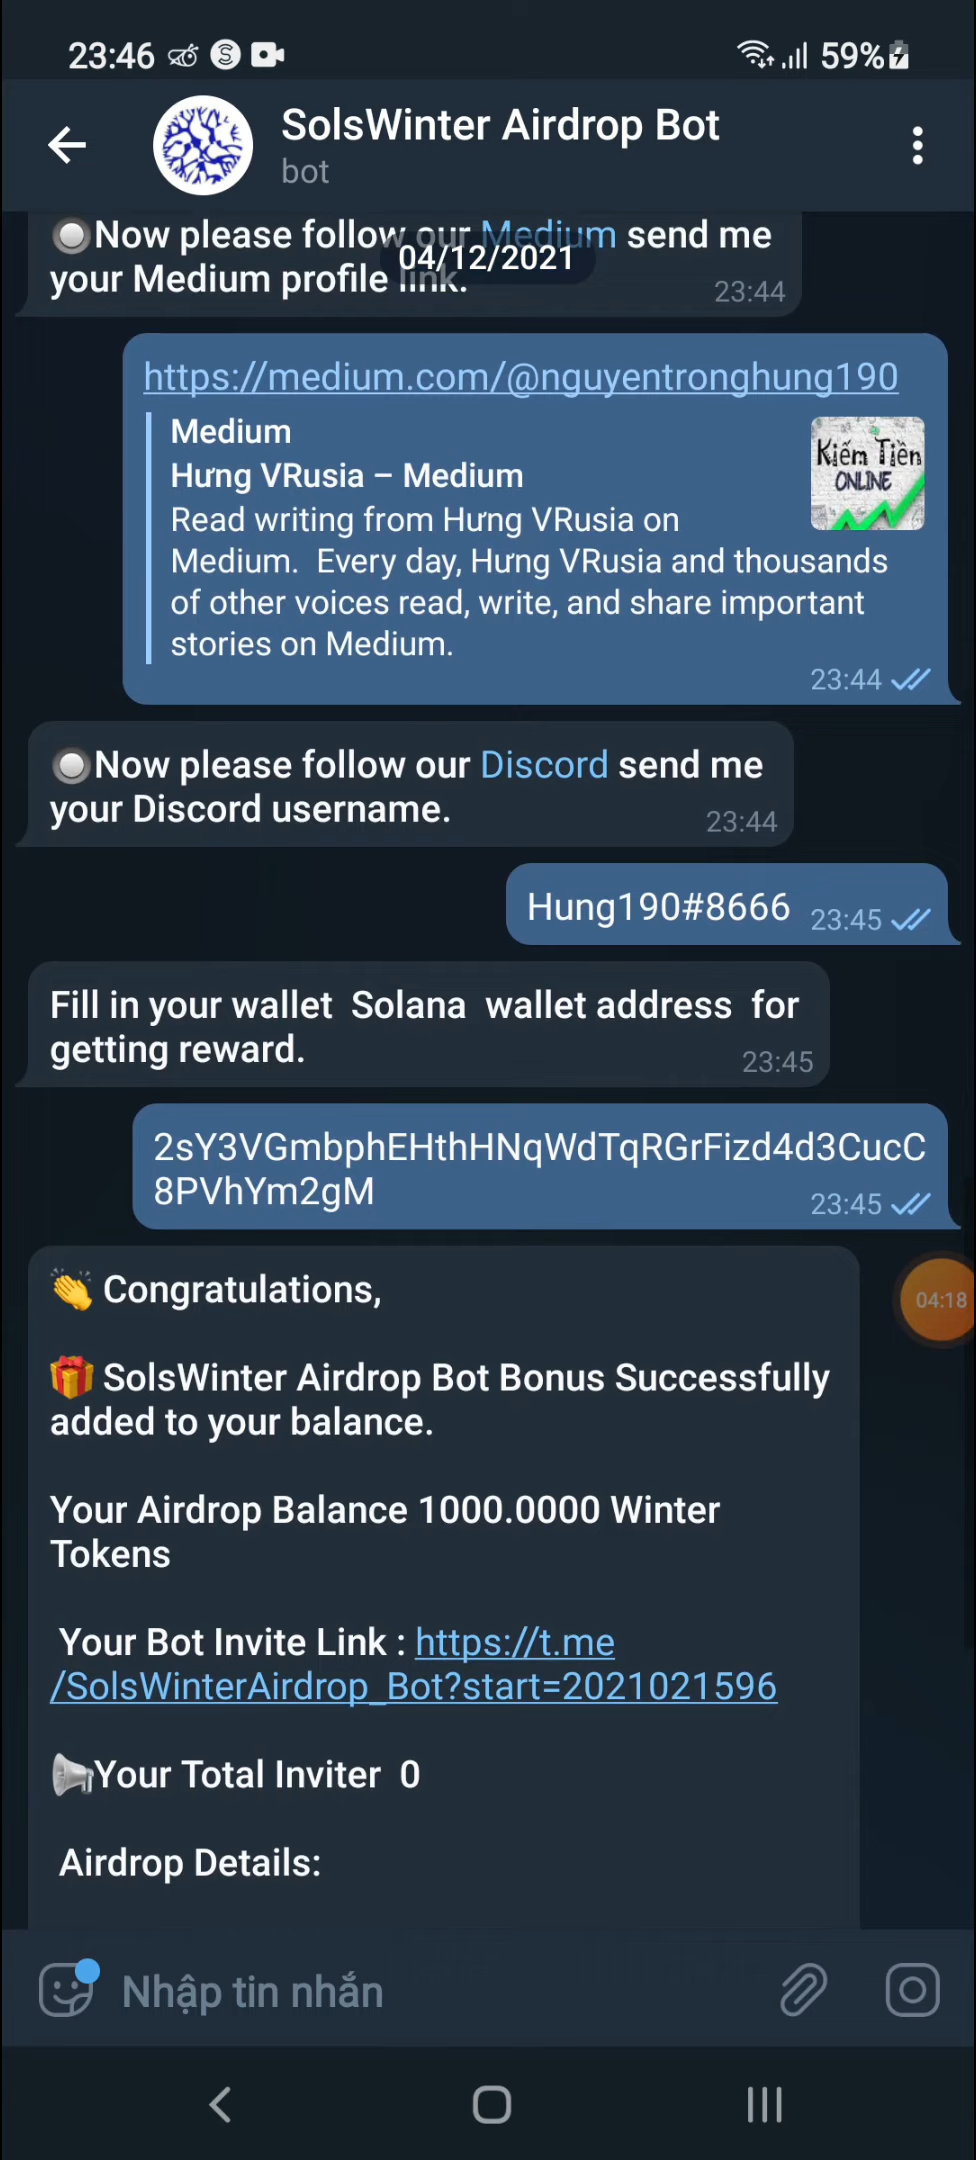 23:46
59%
SolsWinter Airdrop Bot
bot
Now please follow our Medium send me
your Medium profile link.
23:44
04/12/2021
https://medium.com/@nguyentronghung190
Medium
Hưng VRusia – Medium
Read writing from Hưng VRusia on
Medium. Every day, Hưng VRusia and thousands
of other voices read, write, and share important
stories on Medium.
Kiếm Tiền
ONLINE
23:44
Now please follow our Discord send me
your Discord username.
23:44
Hung190#8666
23:45
Fill in your wallet Solana wallet address for
getting reward.
23:45
2sY3VGmbphEHthHNqWdTqRGrFizd4d3CucC
8PVhYm2gM
23:45
👏 Congratulations,
04:18
🎁 SolsWinter Airdrop Bot Bonus Successfully
added to your balance.
Your Airdrop Balance 1000.0000 Winter
Tokens
Your Bot Invite Link : https://t.me
/SolsWinterAirdrop_Bot?start=2021021596
📢Your Total Inviter 0
Airdrop Details:
Nhập tin nhắn